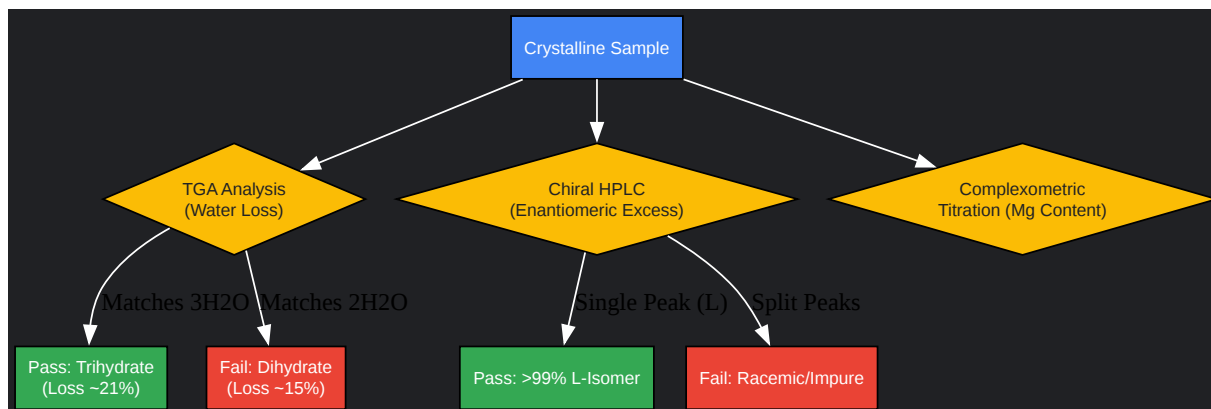 Crystalline Sample
TGA Analysis
(Water Loss)
Chiral HPLC
(Enantiomeric Excess)
Complexometric
Titration (Mg Content)
Matches 3H2O
Matches 2H2O
Single Peak (L)
Split Peaks
Pass: Trihydrate
(Loss ~21%)
Fail: Dihydrate
(Loss ~15%)
Pass: >99% L-Isomer
Fail: Racemic/Impure